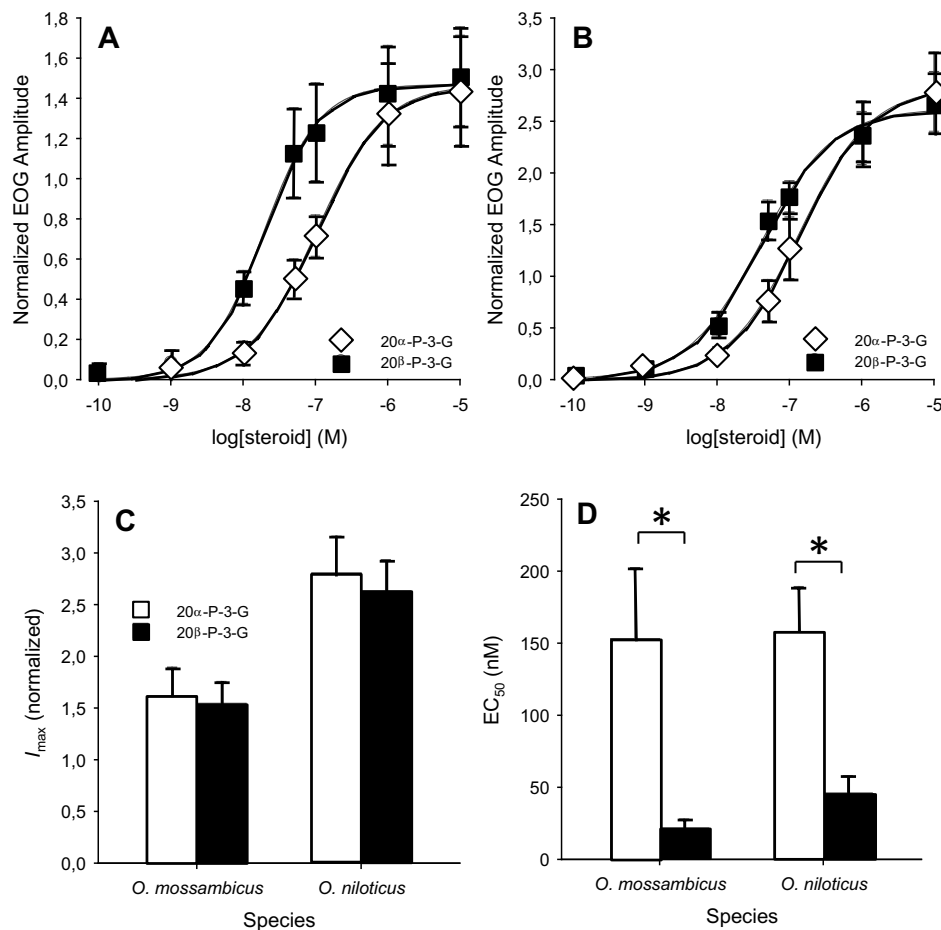 A
Normalized EOG Amplitude
1,8
1,6
1,4
1,2
1,0
0,8
0,6
0,4
0,2
0,0
20α-P-3-G
20β-P-3-G
-10 -9 -8 -7 -6 -5
log[steroid] (M)
B
Normalized EOG Amplitude
3,5
3,0
2,5
2,0
1,5
1,0
0,5
0,0
20α-P-3-G
20β-P-3-G
-10 -9 -8 -7 -6 -5
log[steroid] (M)
C
Imax (normalized)
3,5
3,0
2,5
2,0
1,5
1,0
0,5
0,0
20α-P-3-G
20β-P-3-G
O. mossambicus O. niloticus
Species
D
EC50 (nM)
250
200
150
100
50
0
* *
O. mossambicus O. niloticus
Species